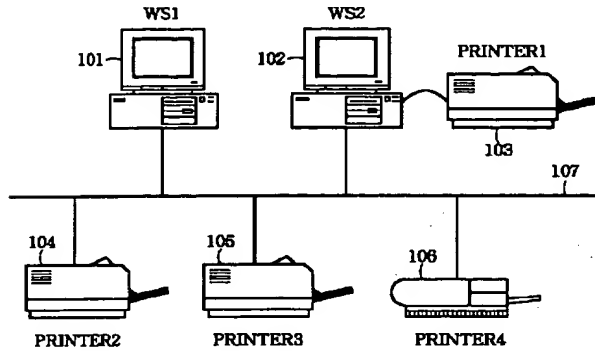 WS1
WS2
101
102
PRINTER1
103
107
104
105
106
PRINTER2
PRINTER3
PRINTER4